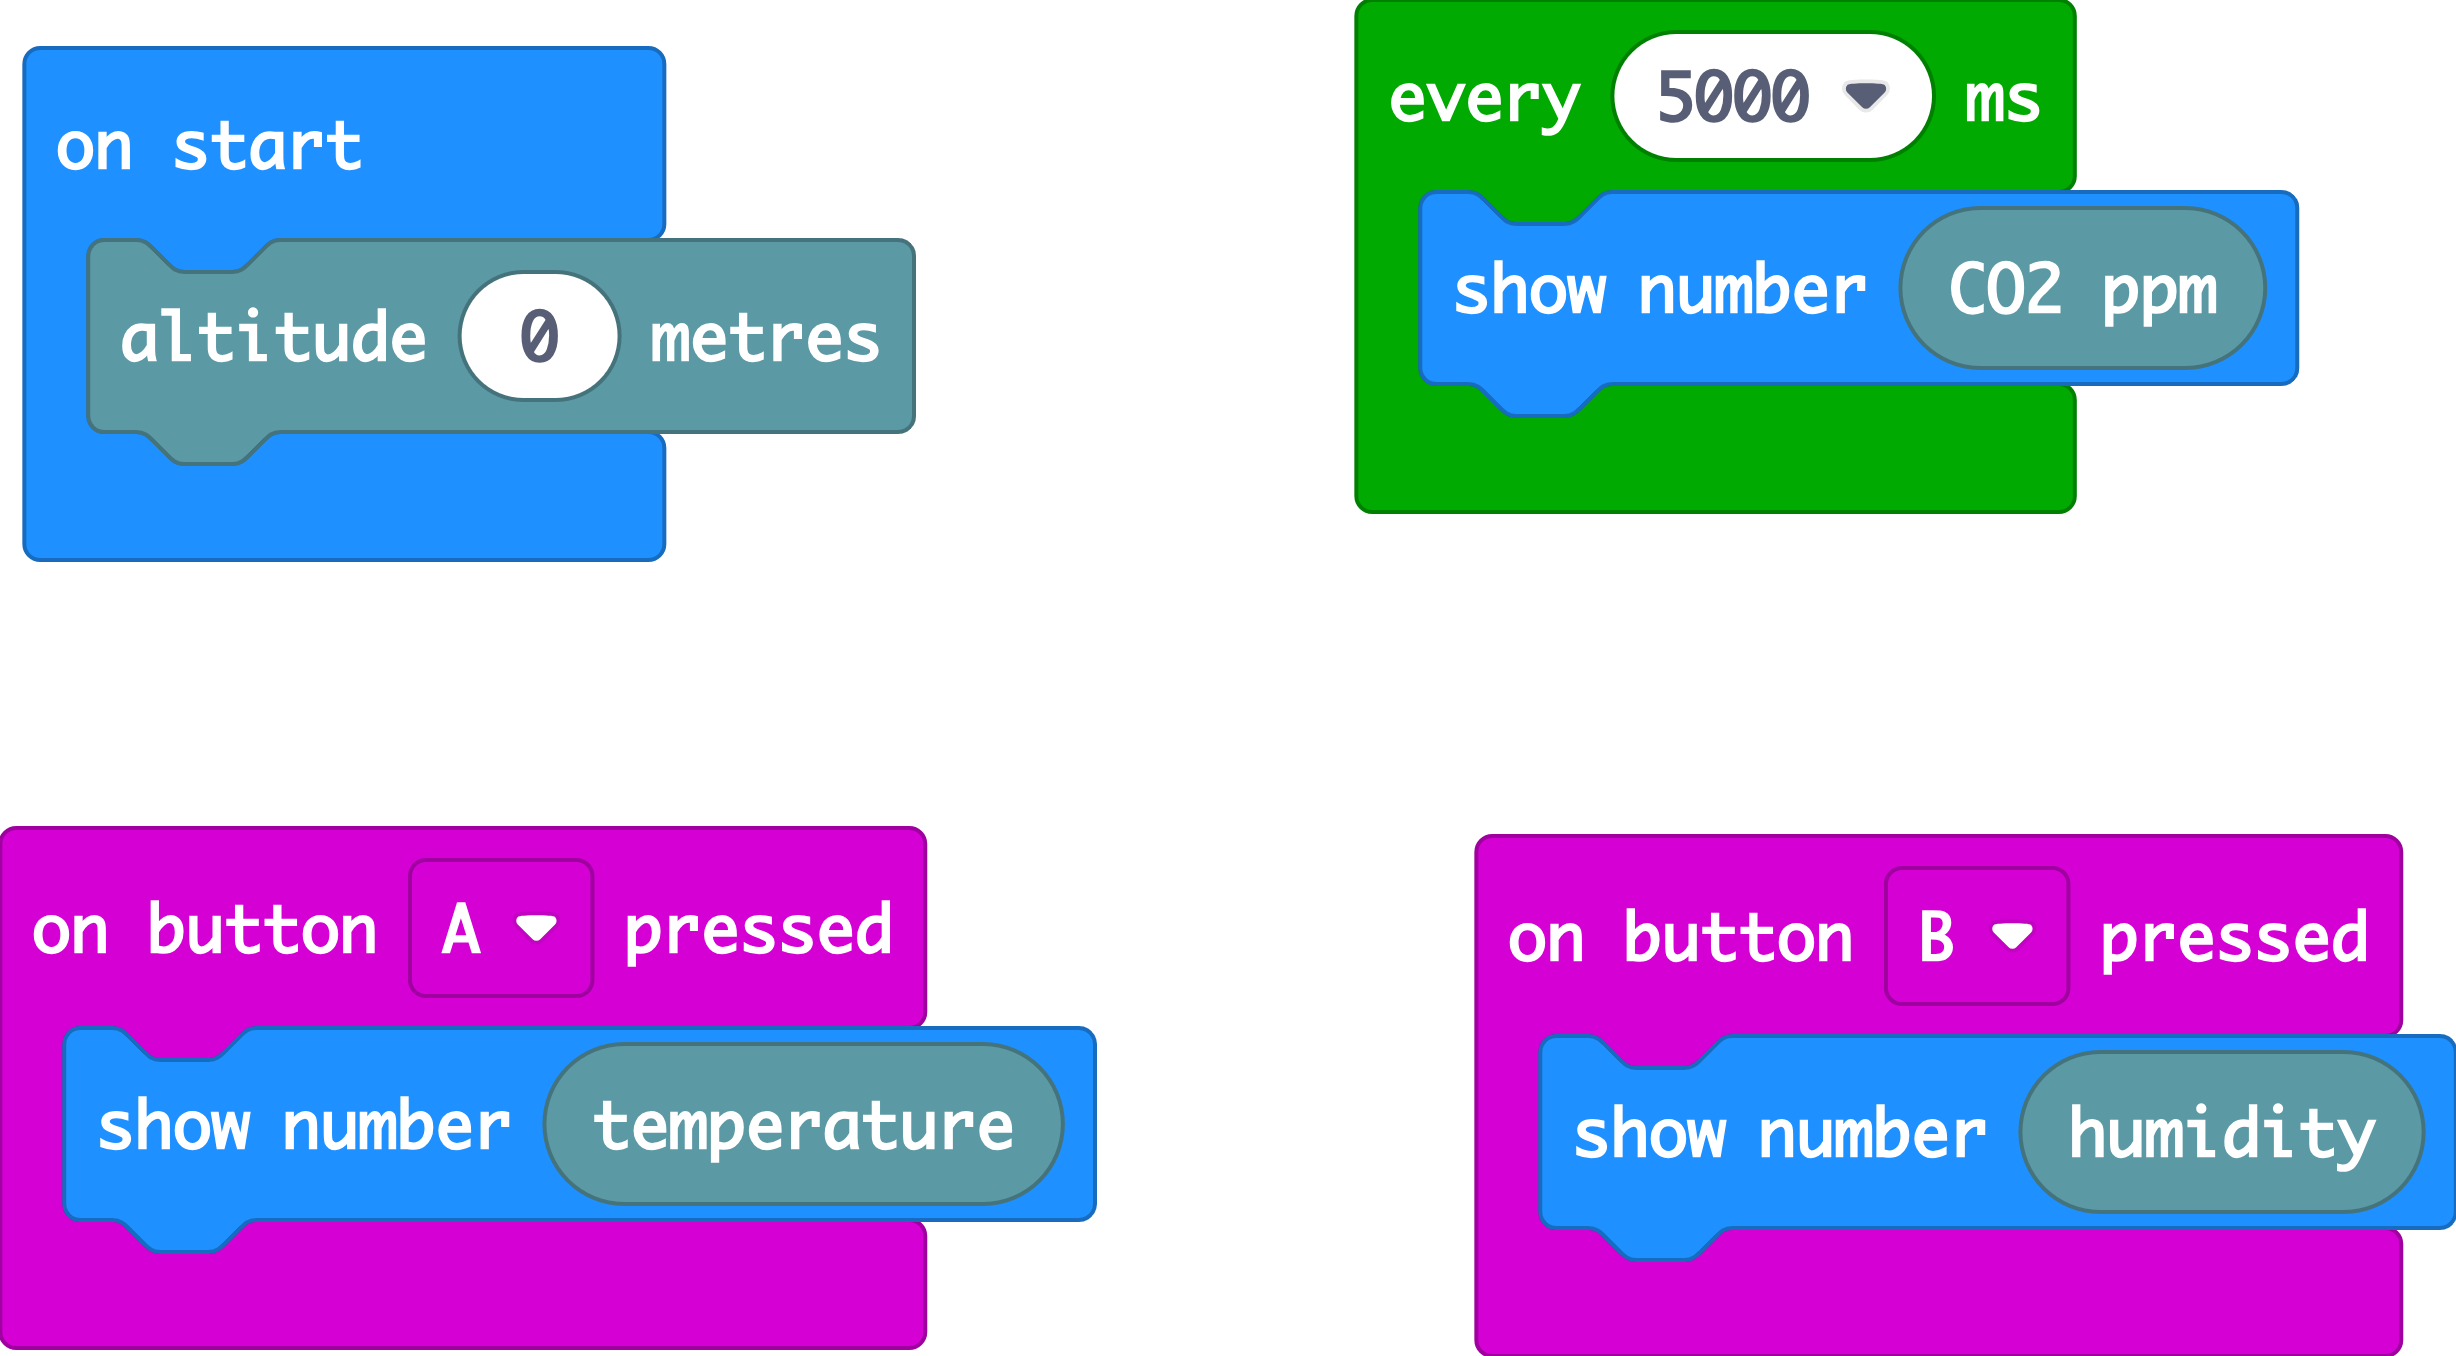 on start
altitude 0 metres
every 5000 ms
show number CO2 ppm
on button A pressed
show number temperature
on button B pressed
show number humidity